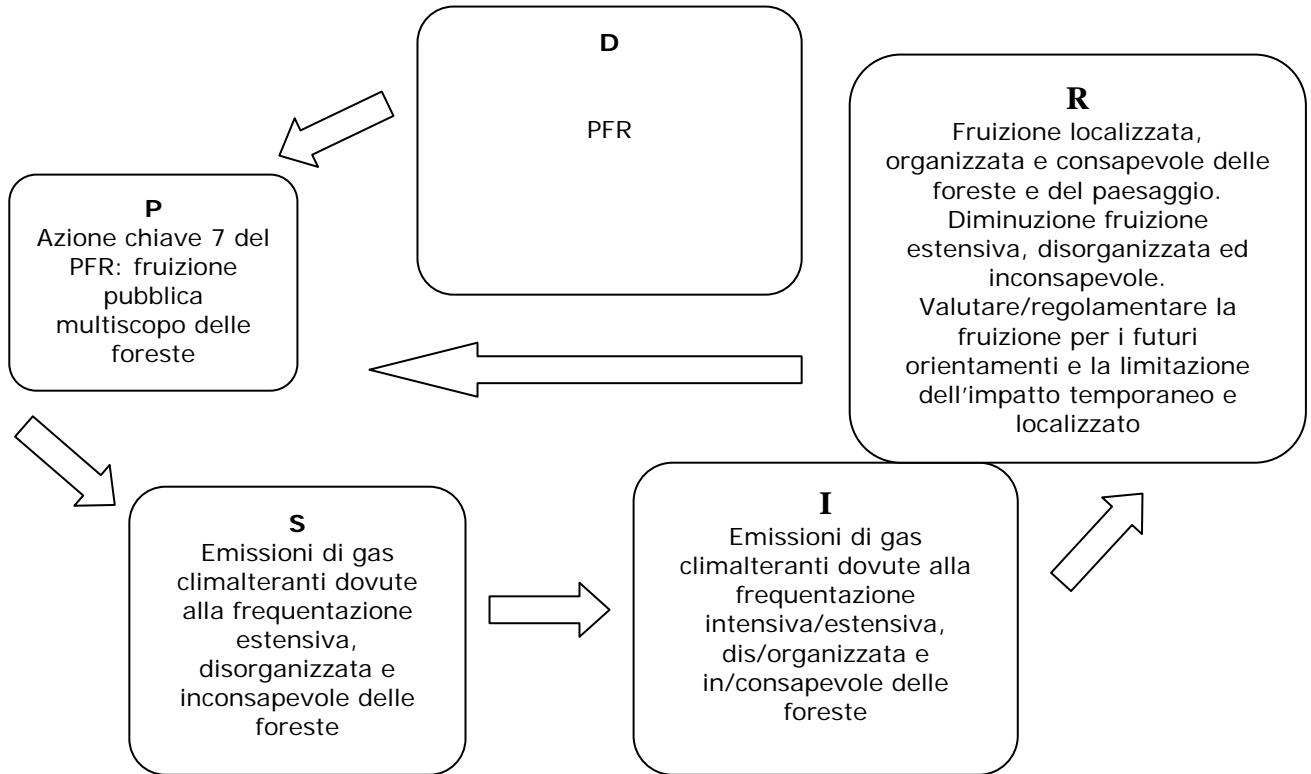 D
PFR
P
Azione chiave 7 del
PFR: fruizione
pubblica
multiscopo delle
foreste
S
Emissioni di gas
climalteranti dovute
alla frequentazione
estensiva,
disorganizzata e
inconsapevole delle
foreste
I
Emissioni di gas
climalteranti dovute alla
frequentazione
intensiva/estensiva,
dis/organizzata e
in/consapevole delle
foreste
R
Fruizione localizzata,
organizzata e consapevole delle
foreste e del paesaggio.
Diminuzione fruizione
estensiva, disorganizzata ed
inconsapevole.
Valutare/regolamentare la
fruizione per i futuri
orientamenti e la limitazione
dell'impatto temporaneo e
localizzato